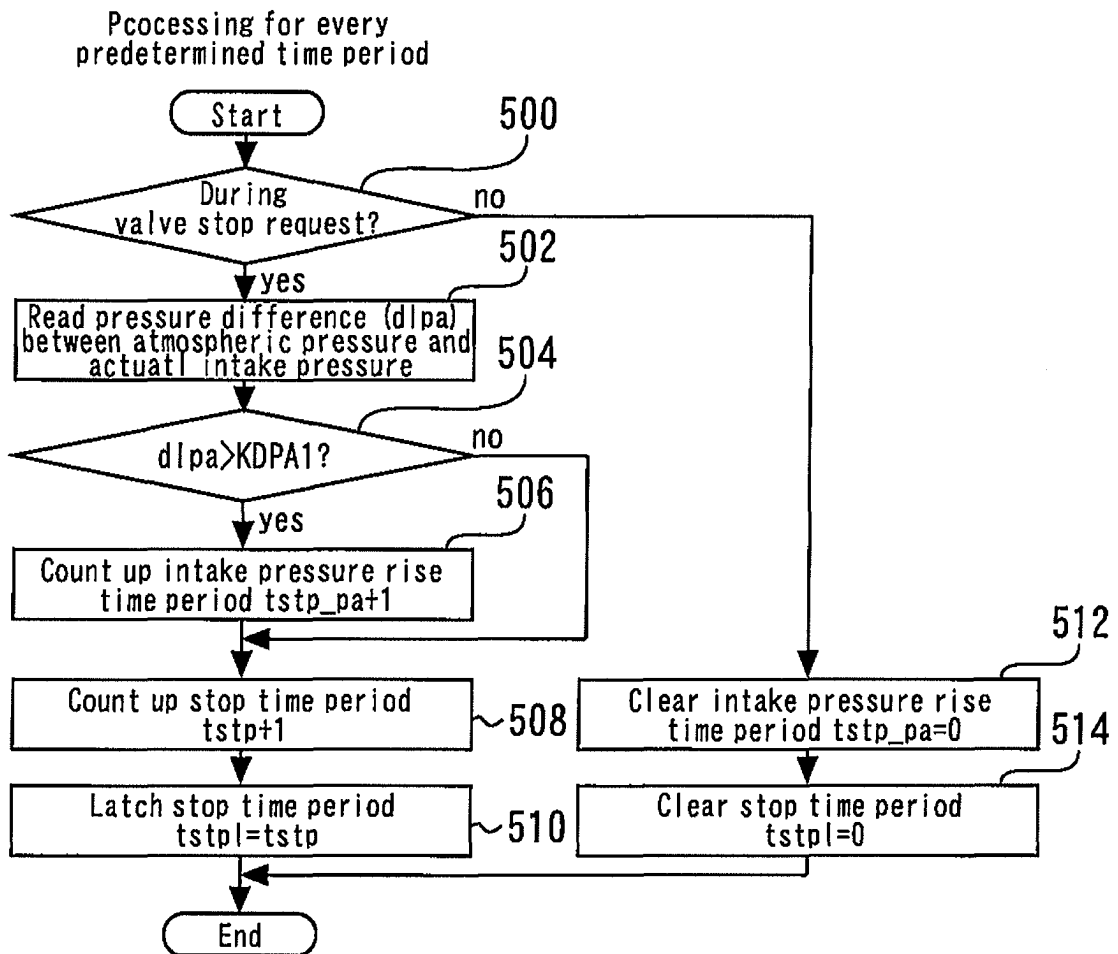 Pcocessing for every
predetermined time period
Start
500
During
valve stop request?
no
yes
502
Read pressure difference (dlpa)
between atmospheric pressure and
actuatl intake pressure
504
dlpa>KDPA1?
no
yes
506
Count up intake pressure rise
time period tstp_pa+1
Count up stop time period
tstp+1
508
Latch stop time period
tstpl=tstp
510
512
Clear intake pressure rise
time period tstp_pa=0
514
Clear stop time period
tstpl=0
End